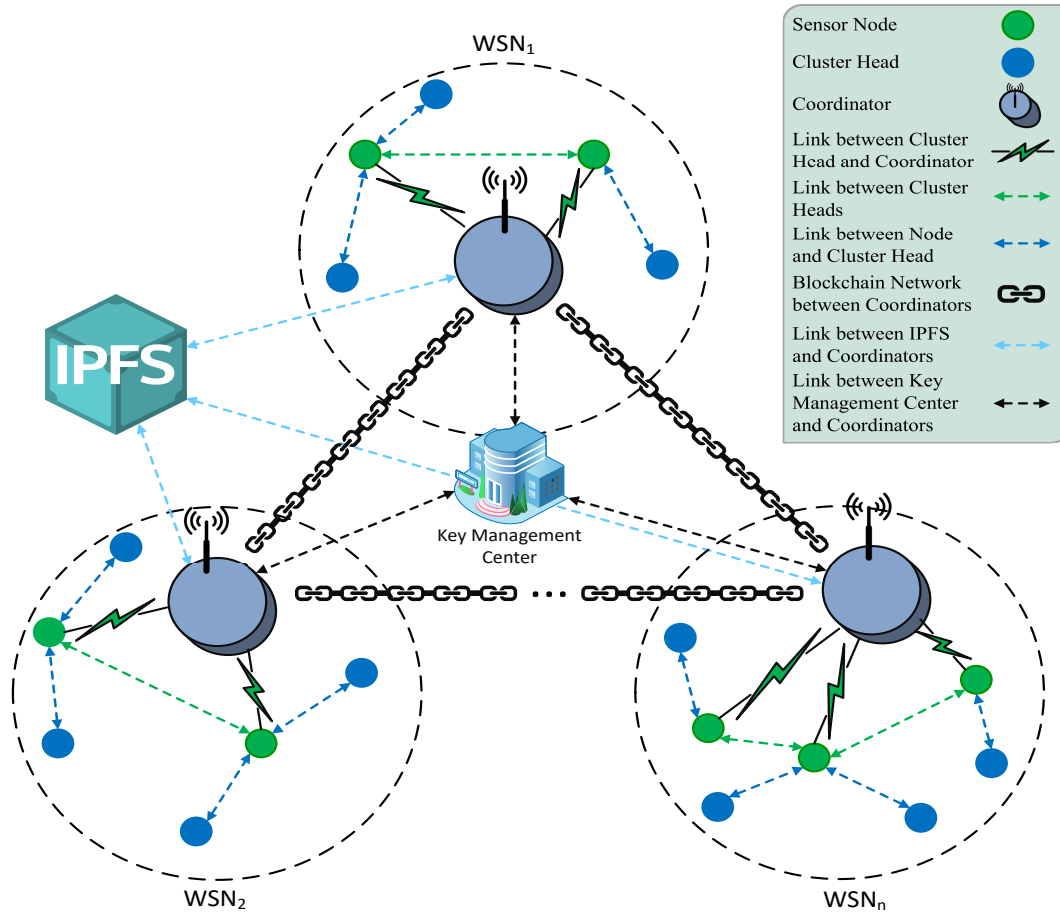 WSN₁
Sensor Node
Cluster Head
Coordinator
Link between Cluster
Head and Coordinator
Link between Cluster
Heads
Link between Node
and Cluster Head
Blockchain Network
between Coordinators
Link between IPFS
and Coordinators
Link between Key
Management Center
and Coordinators
IPFS
Key Management
Center
...
WSN₂
WSNₙ